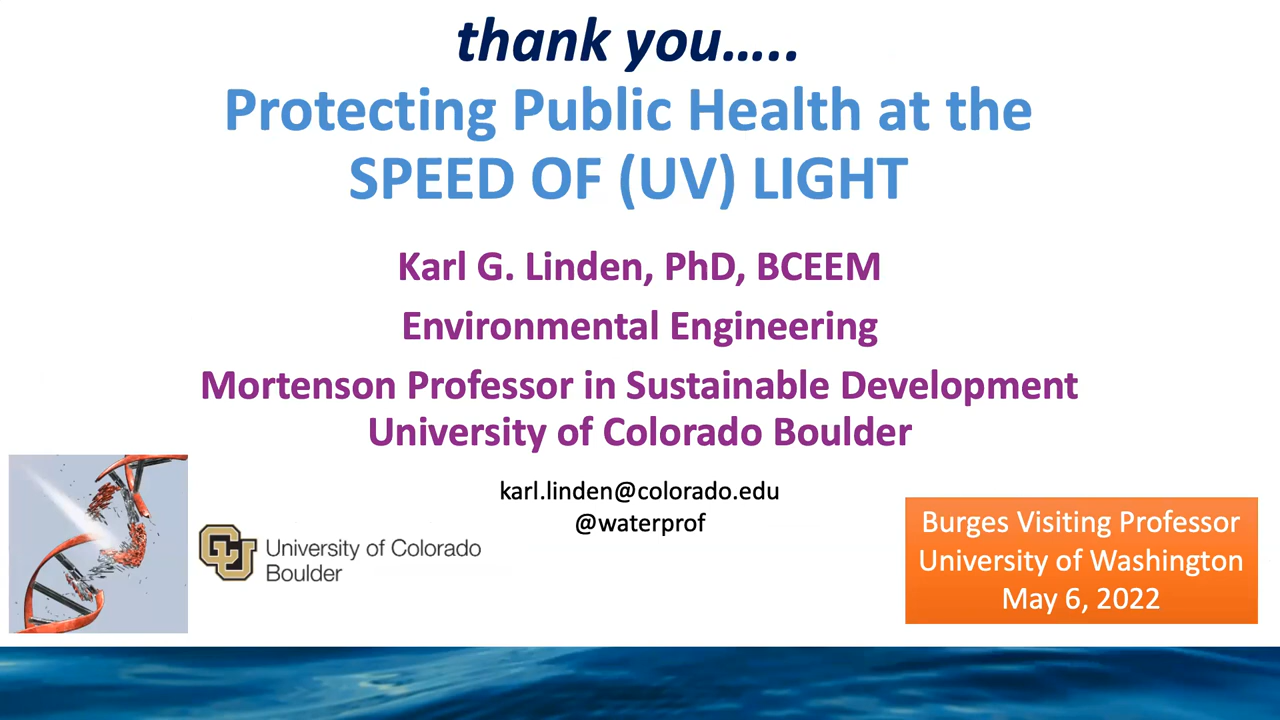 thank you…..
Protecting Public Health at the
SPEED OF (UV) LIGHT
Karl G. Linden, PhD, BCEEM
Environmental Engineering
Mortenson Professor in Sustainable Development
University of Colorado Boulder
karl.linden@colorado.edu
@waterprof
CU
University of Colorado
Boulder
Burges Visiting Professor
University of Washington
May 6, 2022